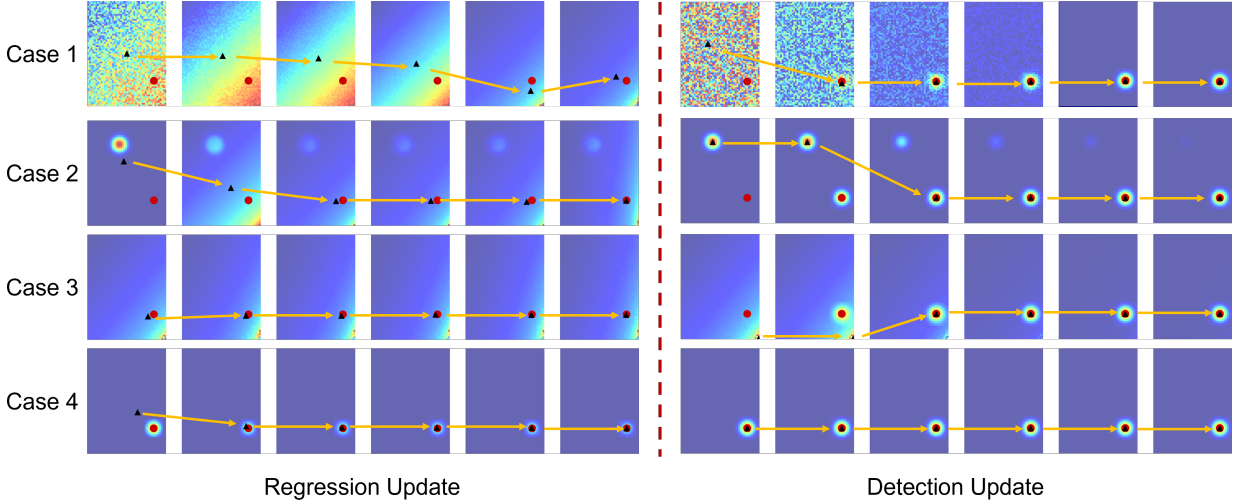 Case 1
Case 2
Case 3
Case 4
Regression Update
Detection Update